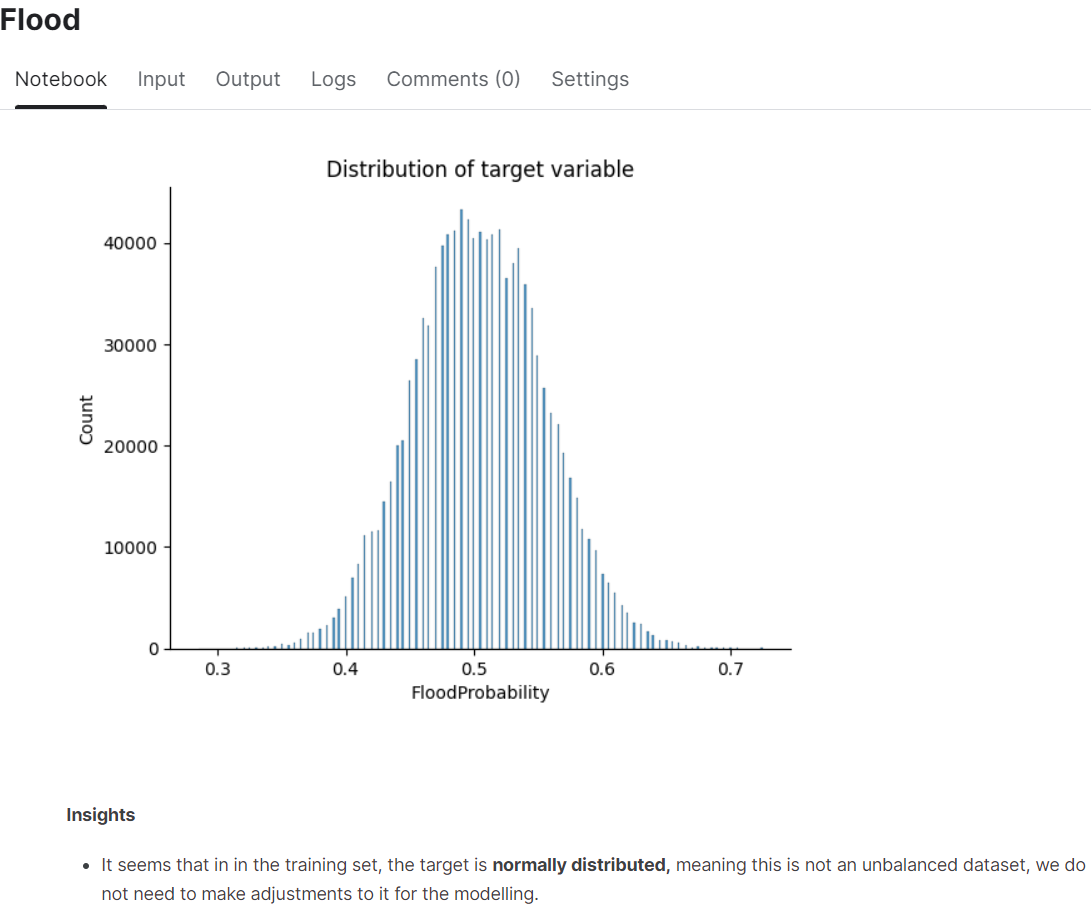 Flood
Notebook Input Output Logs Comments (0) Settings
Distribution of target variable
40000
30000
20000
10000
0
Count
0.3 0.4 0.5 0.6 0.7
FloodProbability
Insights
• It seems that in in the training set, the target is normally distributed, meaning this is not an unbalanced dataset, we do
not need to make adjustments to it for the modelling.